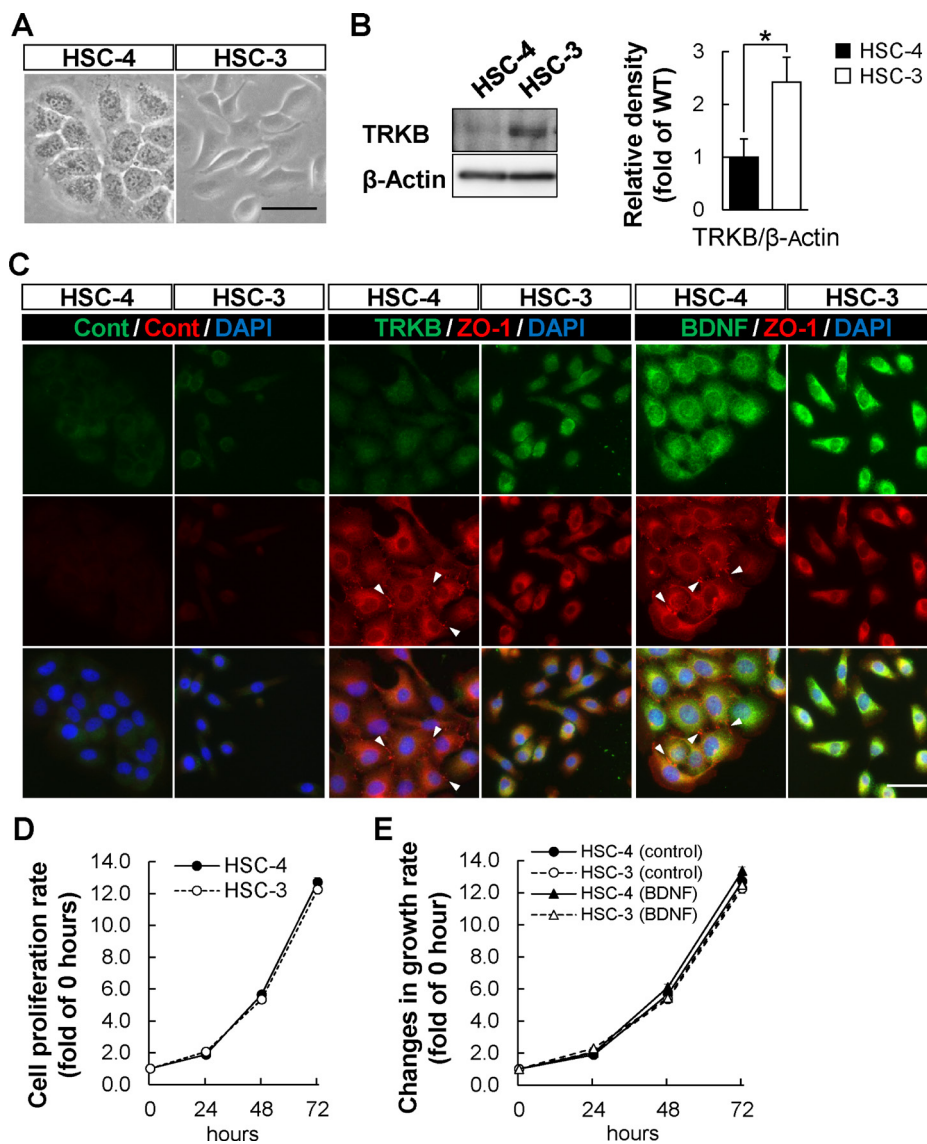 A
HSC-4
HSC-3
B
HSC-4
HSC-3
TRKB
β-Actin
Relative density
(fold of WT)
3
2
1
0
*
HSC-4
HSC-3
TRKB/β-Actin
C
HSC-4
HSC-3
HSC-4
HSC-3
HSC-4
HSC-3
Cont / Cont / DAPI
TRKB / ZO-1 / DAPI
BDNF / ZO-1 / DAPI
D
Cell proliferation rate
(fold of 0 hours)
14.0
12.0
10.0
8.0
6.0
4.0
2.0
0.0
HSC-4
HSC-3
0
24
48
72
hours
E
Changes in growth rate
(fold of 0 hour)
14.0
12.0
10.0
8.0
6.0
4.0
2.0
0.0
HSC-4 (control)
HSC-3 (control)
HSC-4 (BDNF)
HSC-3 (BDNF)
0
24
48
72
hours